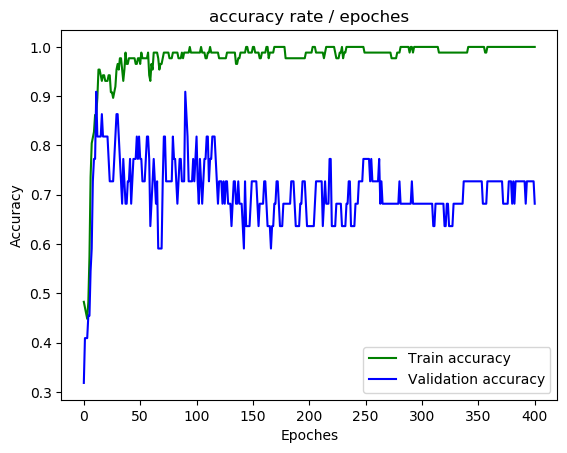 accuracy rate / epoches
1.0
0.9
0.8
0.7
0.6
0.5
0.4
0.3
Accuracy
Train accuracy
Validation accuracy
0 50 100 150 200 250 300 350 400
Epoches